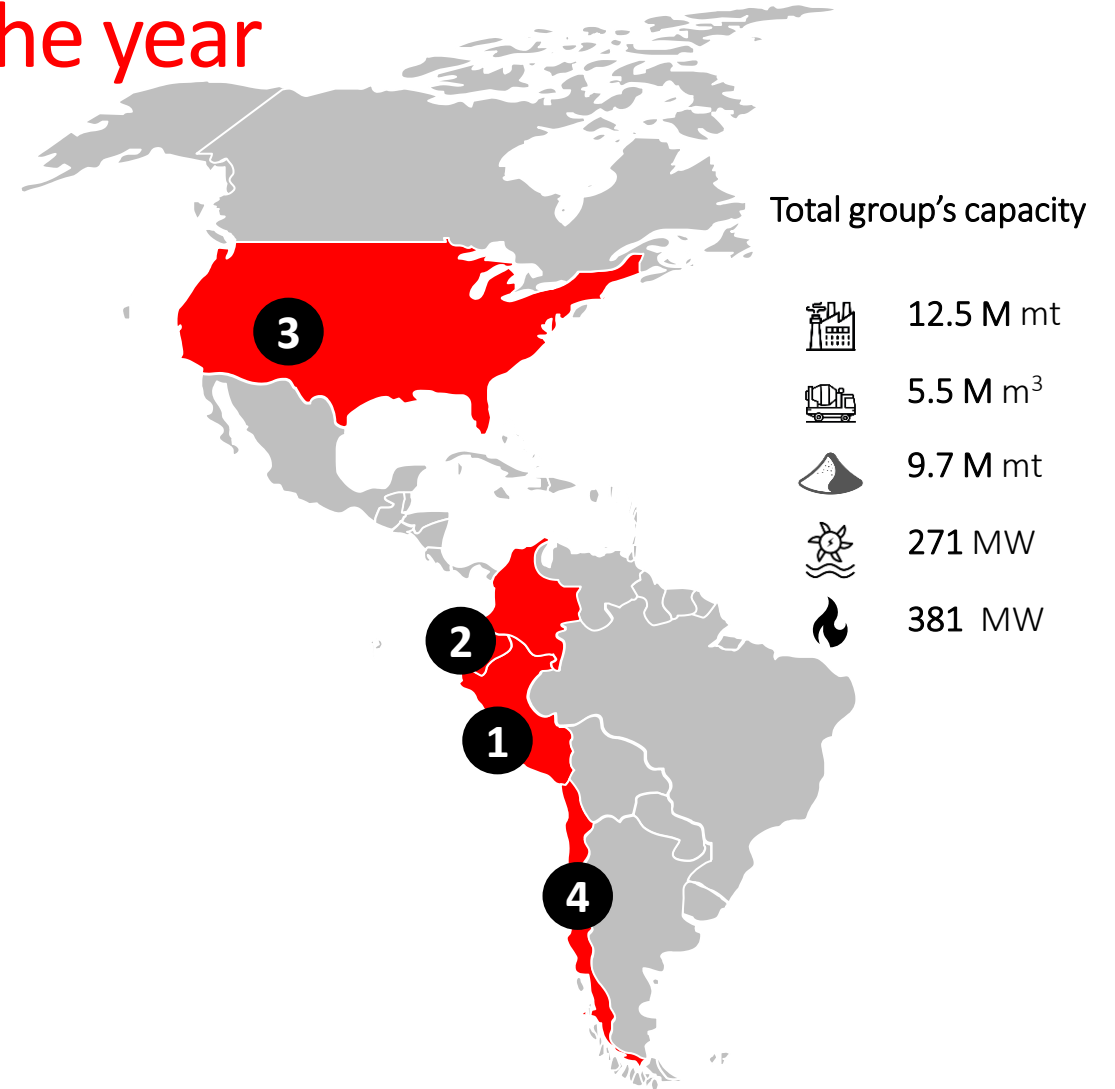 he year
Total group’s capacity
12.5 M mt
5.5 M m³
9.7 M mt
271 MW
381 MW
3
2
1
4